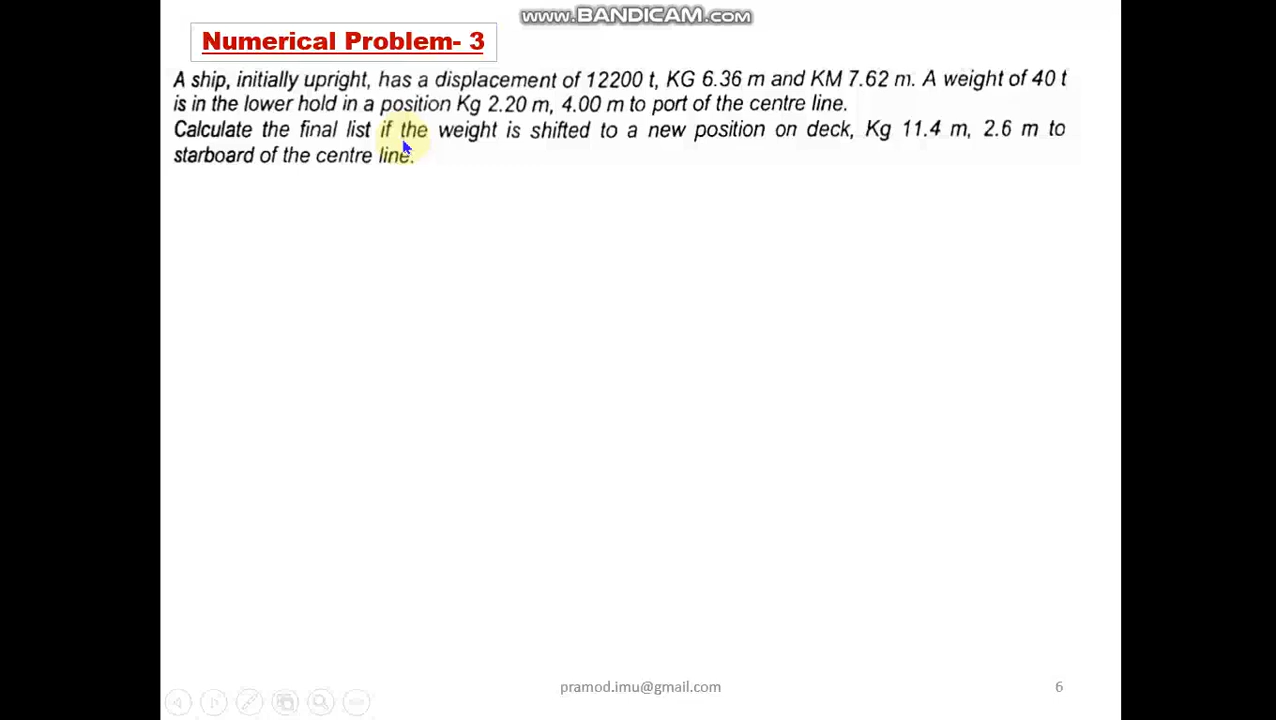 www.BANDICAM.com
Numerical Problem- 3
A ship, initially upright, has a displacement of 12200 t, KG 6.36 m and KM 7.62 m. A weight of 40 t
is in the lower hold in a position Kg 2.20 m, 4.00 m to port of the centre line.
Calculate the final list if the weight is shifted to a new position on deck, Kg 11.4 m, 2.6 m to
starboard of the centre line.
pramod.imu@gmail.com
6